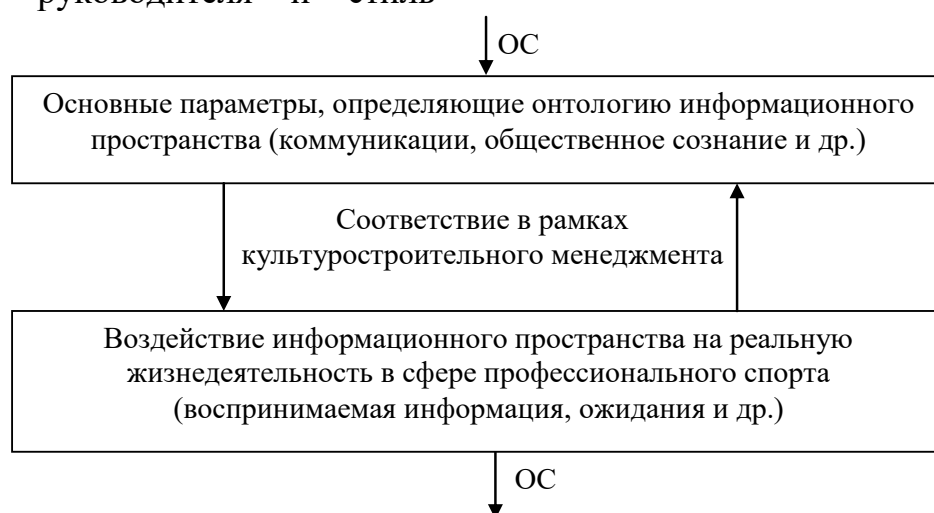 руководителя и стиль
ОС
Основные параметры, определяющие онтологию информационного
пространства (коммуникации, общественное сознание и др.)
Соответствие в рамках
культуростроительного менеджмента
Воздействие информационного пространства на реальную
жизнедеятельность в сфере профессионального спорта
(воспринимаемая информация, ожидания и др.)
ОС